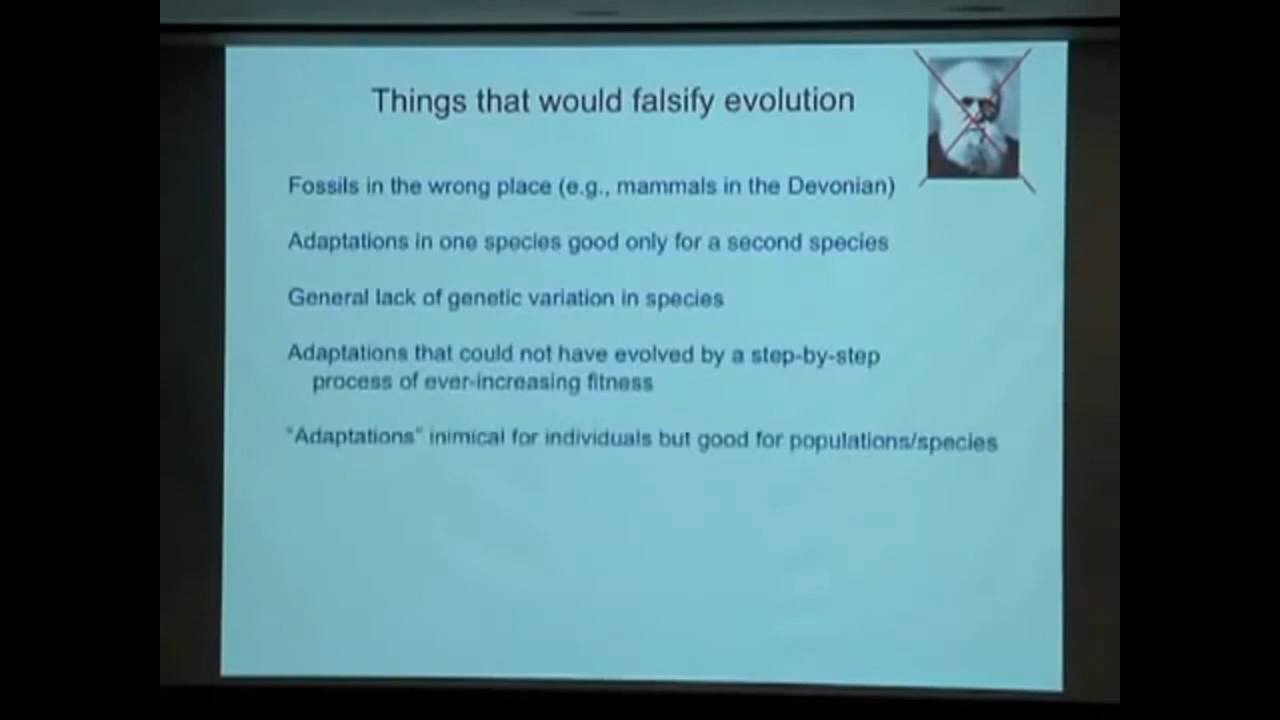 Things that would falsify evolution
Fossils in the wrong place (e.g., mammals in the Devonian)
Adaptations in one species good only for a second species
General lack of genetic variation in species
Adaptations that could not have evolved by a step-by-step
process of ever-increasing fitness
"Adaptations" inimical for individuals but good for populations/species